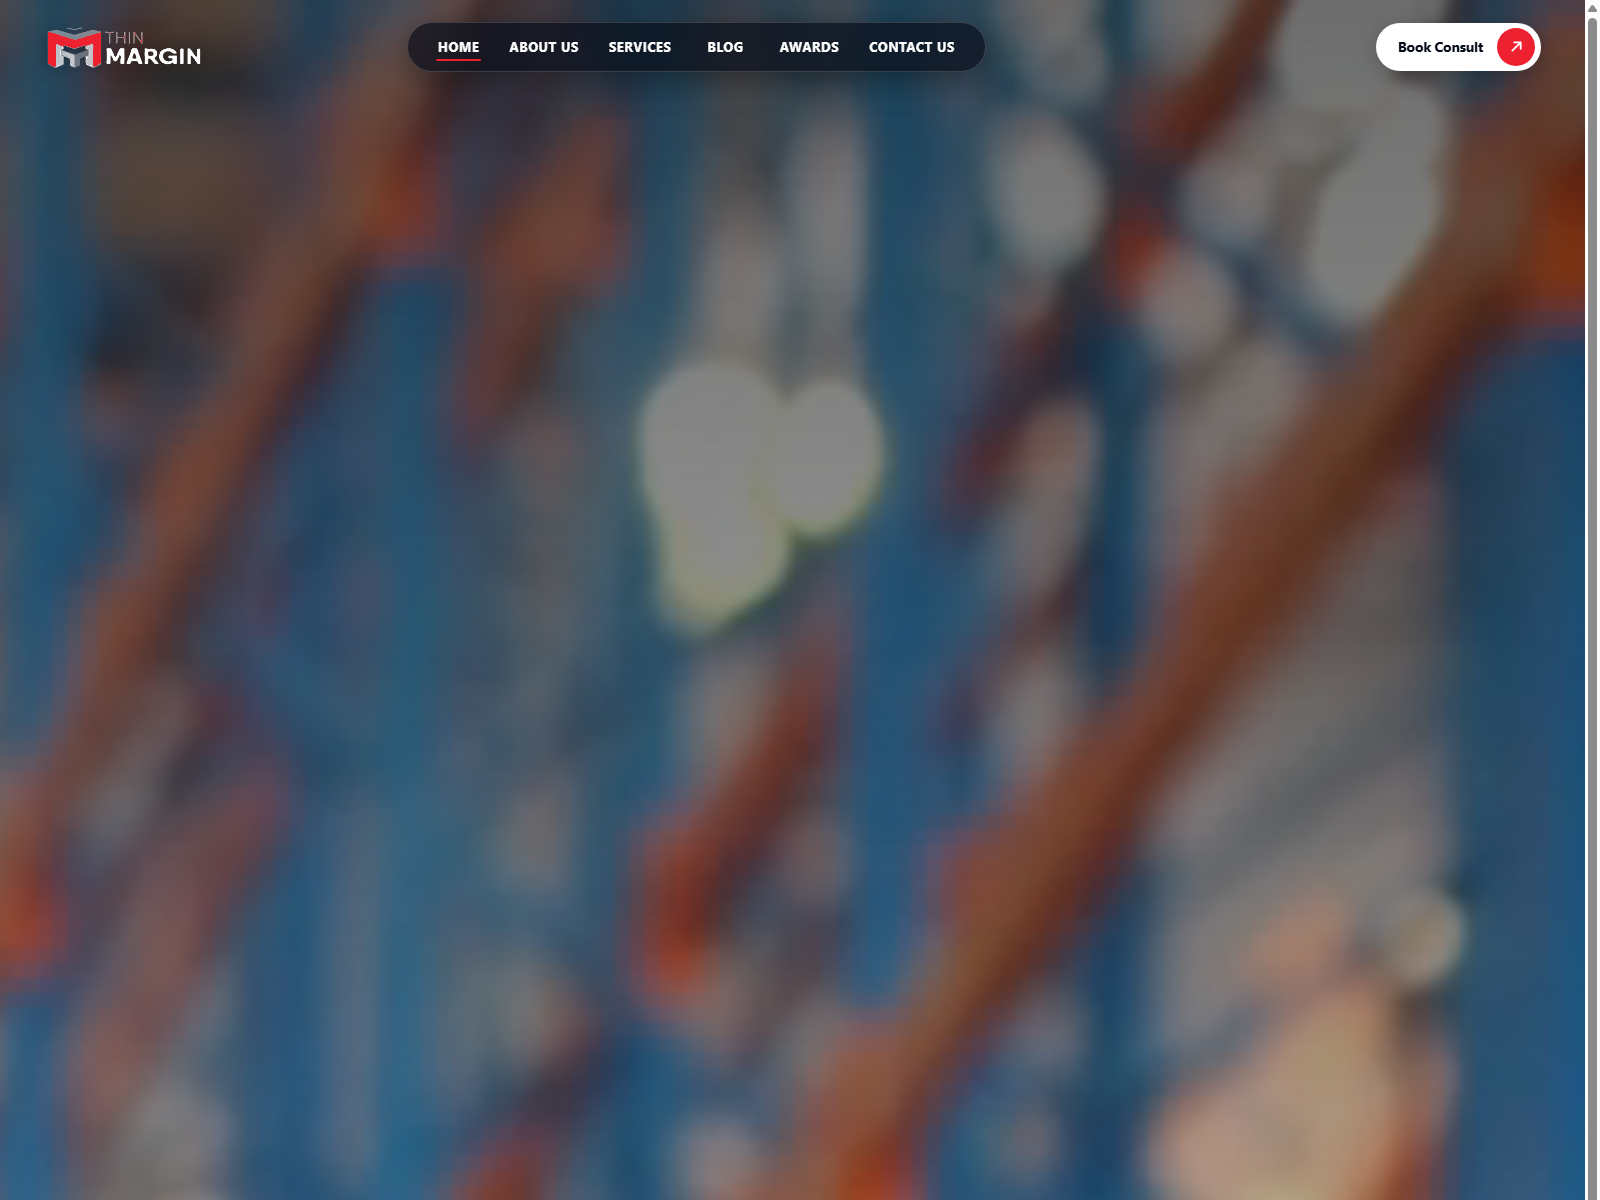 THIN
MARGIN
HOME ABOUT US SERVICES BLOG AWARDS CONTACT US
Book Consult